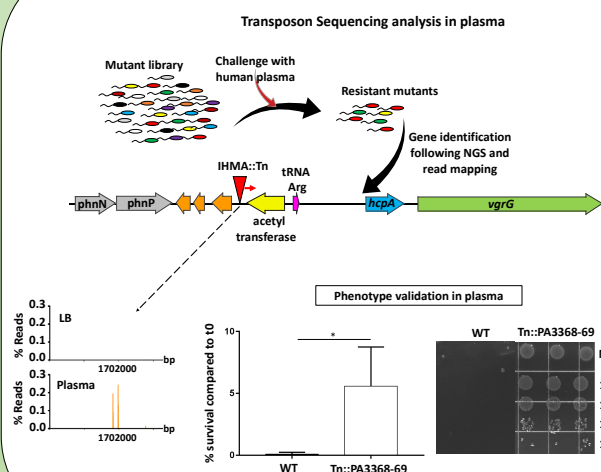 Transposon Sequencing analysis in plasma
Mutant library
Challenge with
human plasma
Resistant mutants
Gene identification
following NGS and
read mapping
IHMA::Tn
tRNA
Arg
phnN
phnP
acetyl
transferase
hcpA
vgrG
Phenotype validation in plasma
% Reads
0.3
0.2
0.1
0.0
LB
1702000
bp
% Reads
0.3
0.2
0.1
0.0
Plasma
1702000
bp
% survival compared to t0
10
5
0
*
WT
Tn::PA3368-69
WT
Tn::PA3368-69